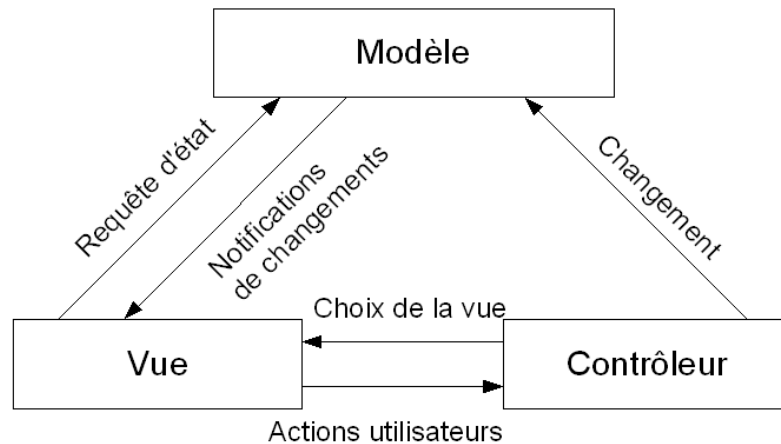 Modèle
Requête d'état
Notifications
de changements
Changement
Choix de la vue
Vue
Contrôleur
Actions utilisateurs